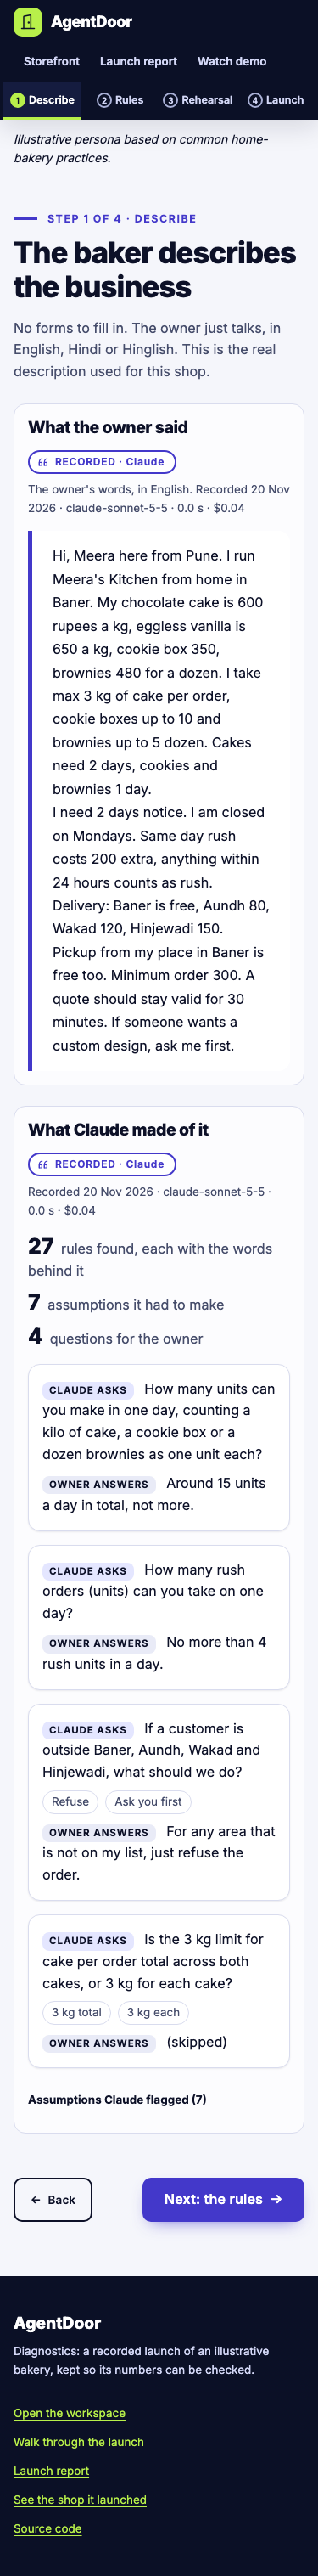 AgentDoor
Storefront Launch report Watch demo
1 Describe 2 Rules 3 Rehearsal 4 Launch
Illustrative persona based on common home-
bakery practices.
STEP 1 OF 4 · DESCRIBE
The baker describes
the business
No forms to fill in. The owner just talks, in
English, Hindi or Hinglish. This is the real
description used for this shop.
What the owner said
RECORDED · Claude
The owner's words, in English. Recorded 20 Nov
2026 · claude-sonnet-5-5 · 0.0 s · $0.04
Hi, Meera here from Pune. I run
Meera's Kitchen from home in
Baner. My chocolate cake is 600
rupees a kg, eggless vanilla is
650 a kg, cookie box 350,
brownies 480 for a dozen. I take
max 3 kg of cake per order,
cookie boxes up to 10 and
brownies up to 5 dozen. Cakes
need 2 days, cookies and
brownies 1 day.
I need 2 days notice. I am closed
on Mondays. Same day rush
costs 200 extra, anything within
24 hours counts as rush.
Delivery: Baner is free, Aundh 80,
Wakad 120, Hinjewadi 150.
Pickup from my place in Baner is
free too. Minimum order 300. A
quote should stay valid for 30
minutes. If someone wants a
custom design, ask me first.
What Claude made of it
RECORDED · Claude
Recorded 20 Nov 2026 · claude-sonnet-5-5 ·
0.0 s · $0.04
27 rules found, each with the words
behind it
7 assumptions it had to make
4 questions for the owner
CLAUDE ASKS How many units can
you make in one day, counting a
kilo of cake, a cookie box or a
dozen brownies as one unit each?
OWNER ANSWERS Around 15 units
a day in total, not more.
CLAUDE ASKS How many rush
orders (units) can you take on one
day?
OWNER ANSWERS No more than 4
rush units in a day.
CLAUDE ASKS If a customer is
outside Baner, Aundh, Wakad and
Hinjewadi, what should we do?
Refuse Ask you first
OWNER ANSWERS For any area that
is not on my list, just refuse the
order.
CLAUDE ASKS Is the 3 kg limit for
cake per order total across both
cakes, or 3 kg for each cake?
3 kg total 3 kg each
OWNER ANSWERS (skipped)
Assumptions Claude flagged (7)
← Back Next: the rules →
AgentDoor
Diagnostics: a recorded launch of an illustrative
bakery, kept so its numbers can be checked.
Open the workspace
Walk through the launch
Launch report
See the shop it launched
Source code